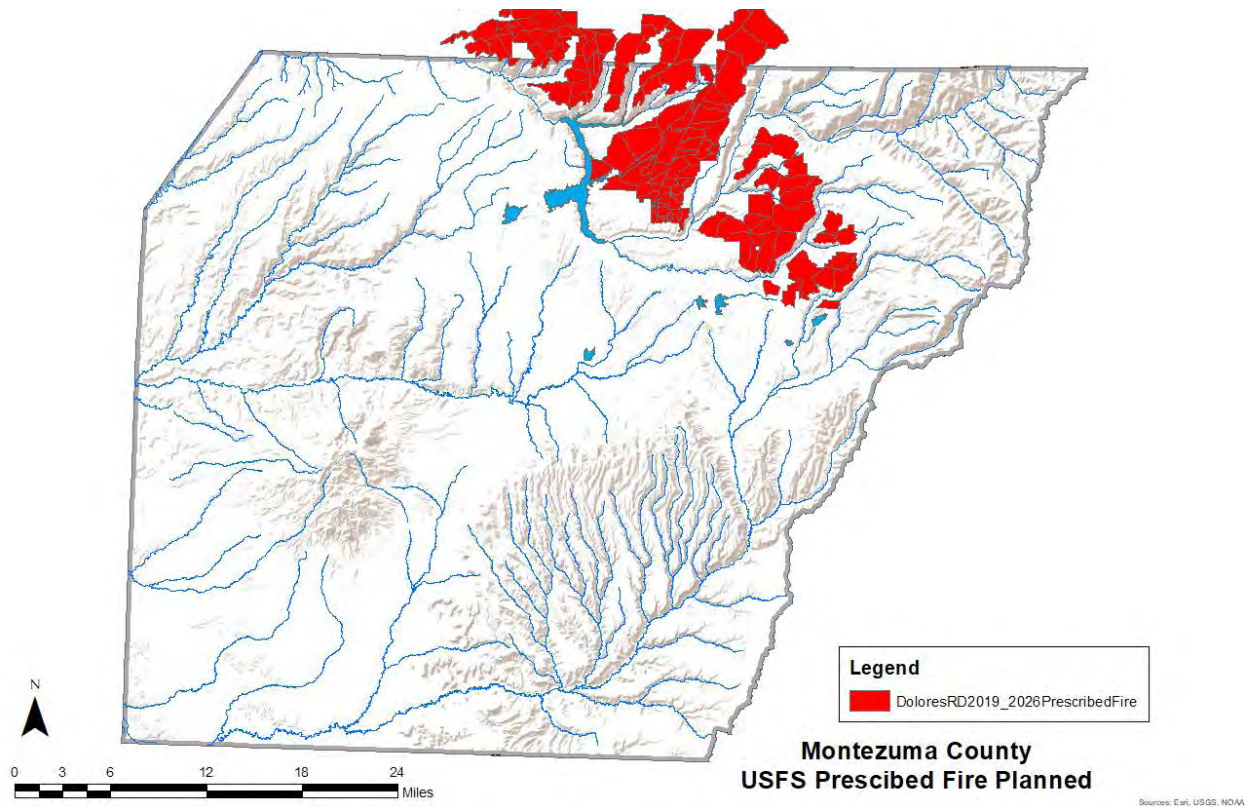 Legend
DoloresRD2019_2026PrescribedFire
N
0 3 6 12 18 24
Miles
Montezuma County
USFS Prescibed Fire Planned
Sources: Esri, USGS, NOAA